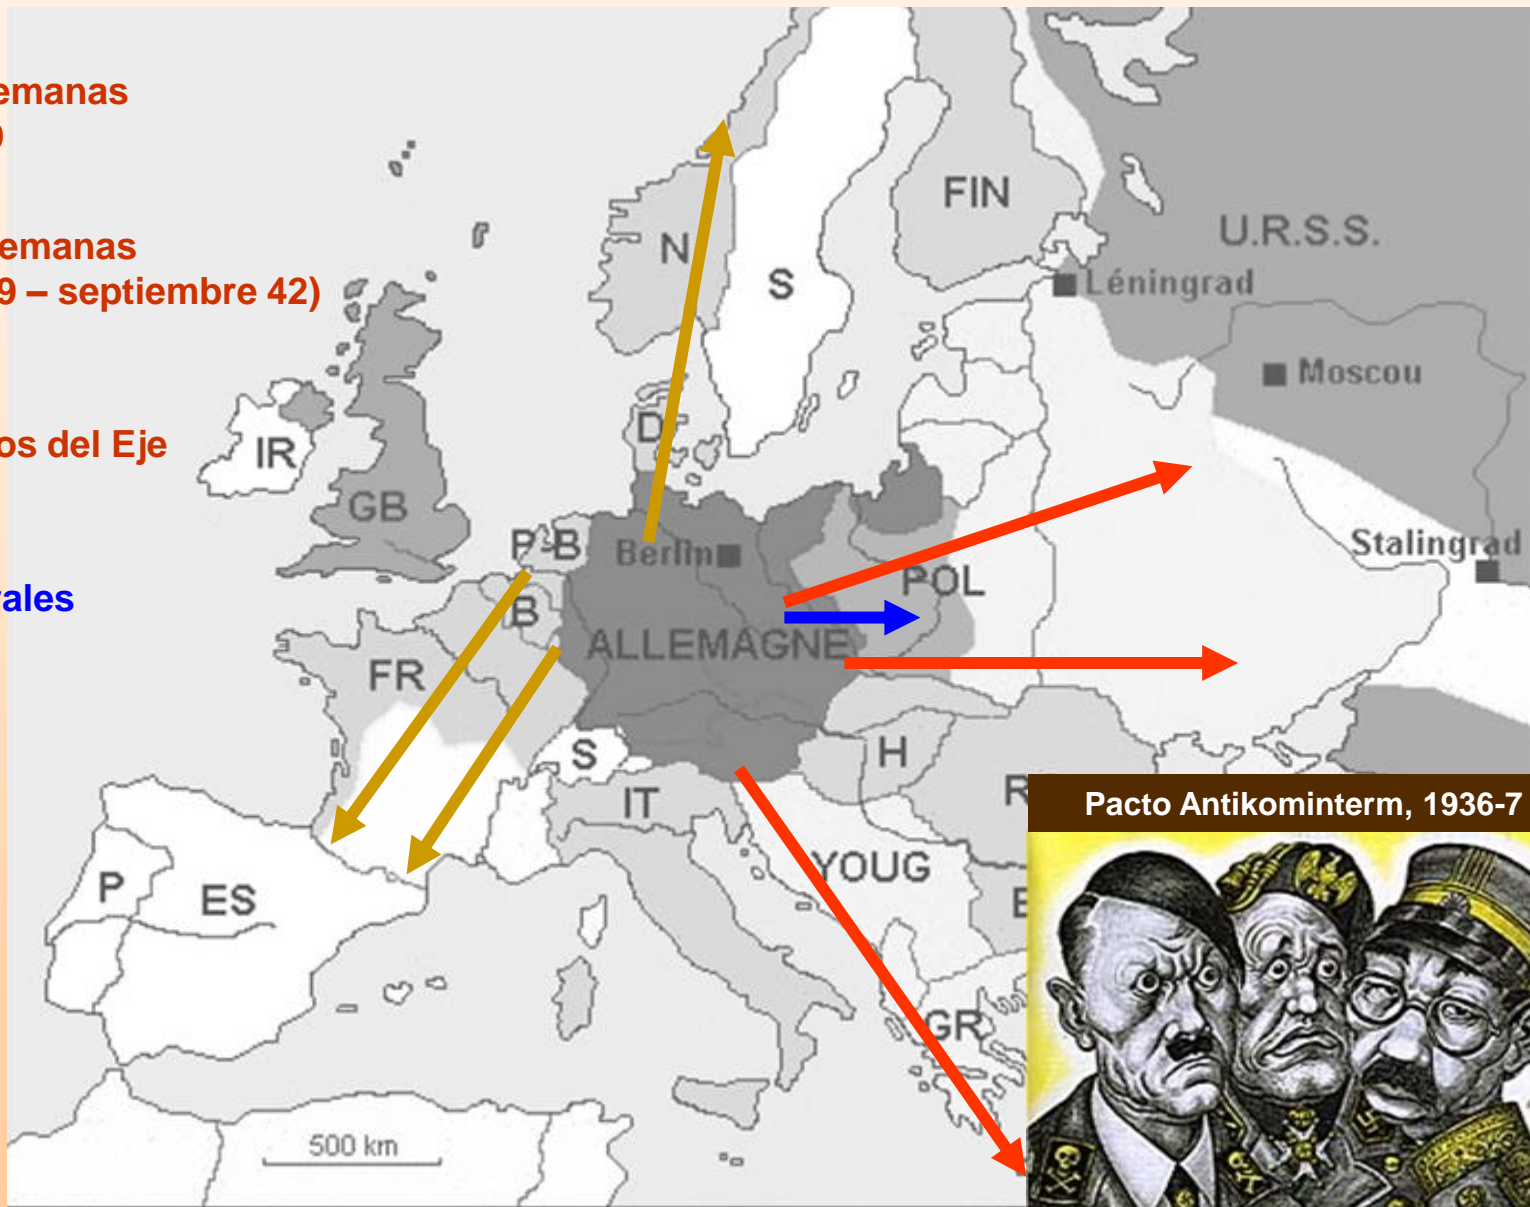 emanas
)
emanas
9 – septiembre 42)
os del Eje
vales
FIN
U.R.S.S.
N
S
Léningrad
Moscou
D
IR
GB
P-B
Berlin
Stalingrad
POL
B
ALLEMAGNE
FR
S
H
IT
R
YOUG
P
ES
GR
500 km
Pacto Antikominterm, 1936-7